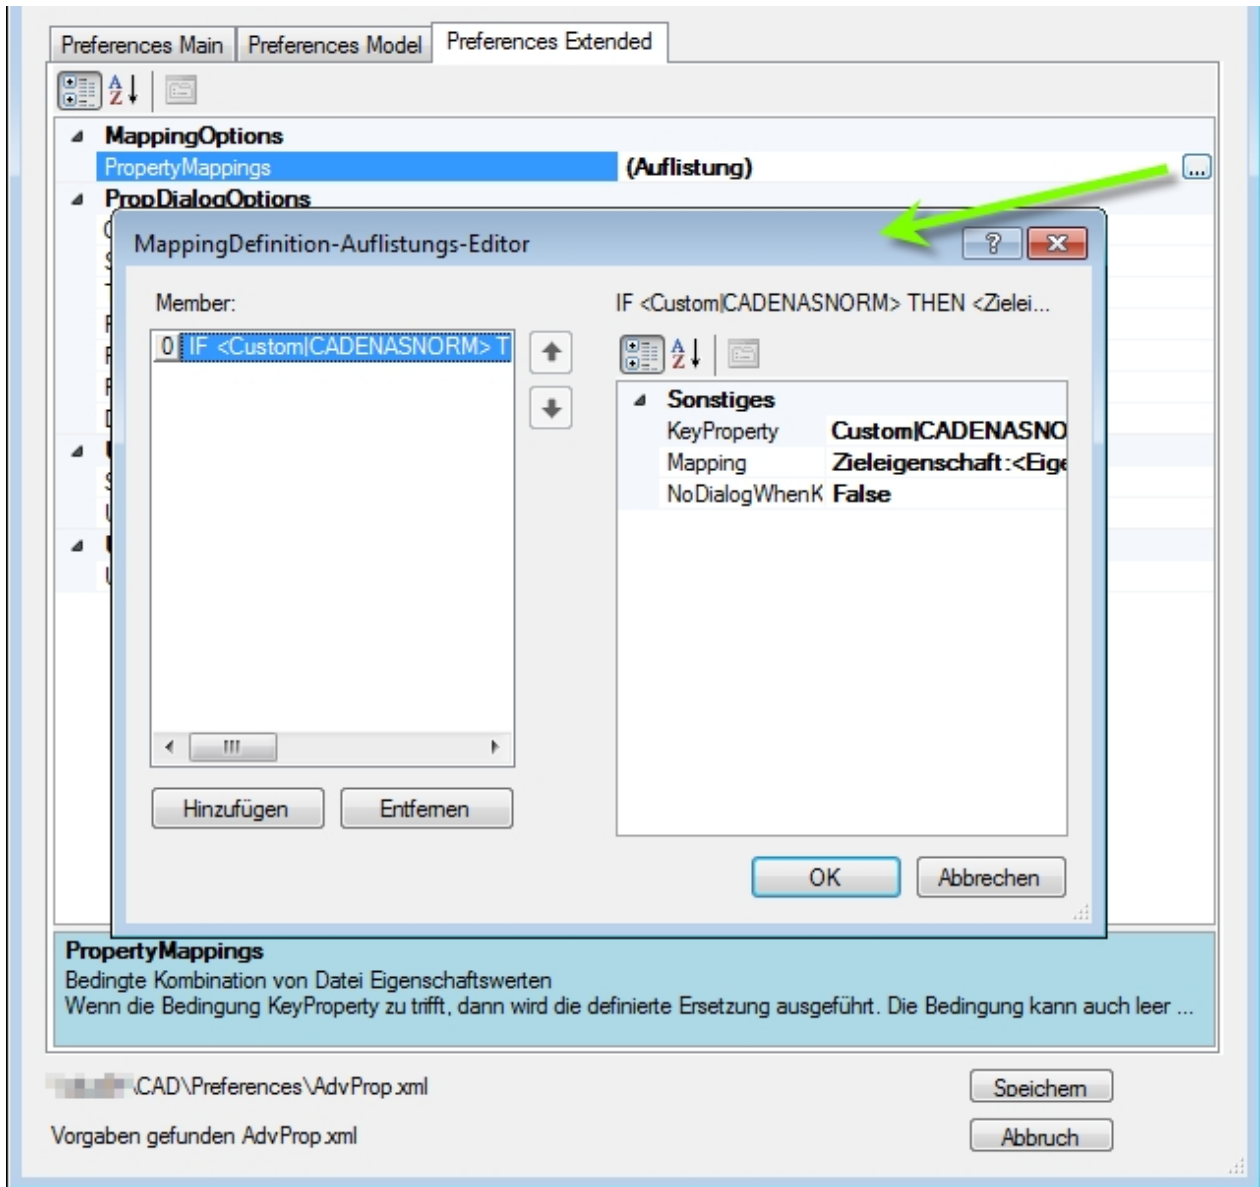 Preferences Main Preferences Model Preferences Extended
MappingOptions
PropertyMappings (Auflistung) ...
PropDialogOptions
MappingDefinition-Auflistungs-Editor
Member: IF <Custom|CADENASNORM> THEN <Zielei...
0 IF <Custom|CADENASNORM> T
Sonstiges
KeyProperty Custom|CADENASNO
Mapping Zieleigenschaft:<Eige
NoDialogWhenK False
Hinzufügen Entfernen
OK Abbrechen
PropertyMappings
Bedingte Kombination von Datei Eigenschaftswerten
Wenn die Bedingung KeyProperty zu trifft, dann wird die definierte Ersetzung ausgeführt. Die Bedingung kann auch leer ...
\CAD\Preferences\AdvProp.xml Speichern
Vorgaben gefunden AdvProp.xml Abbruch